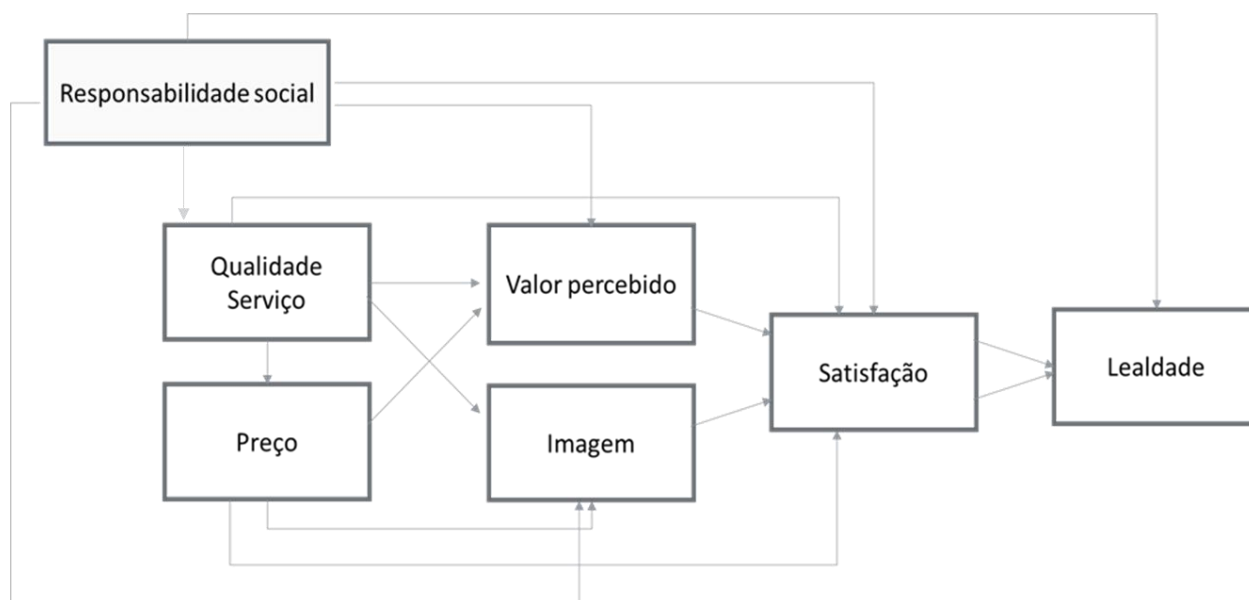 Responsabilidade social
Qualidade
Serviço
Valor percebido
Satisfação
Lealdade
Preço
Imagem